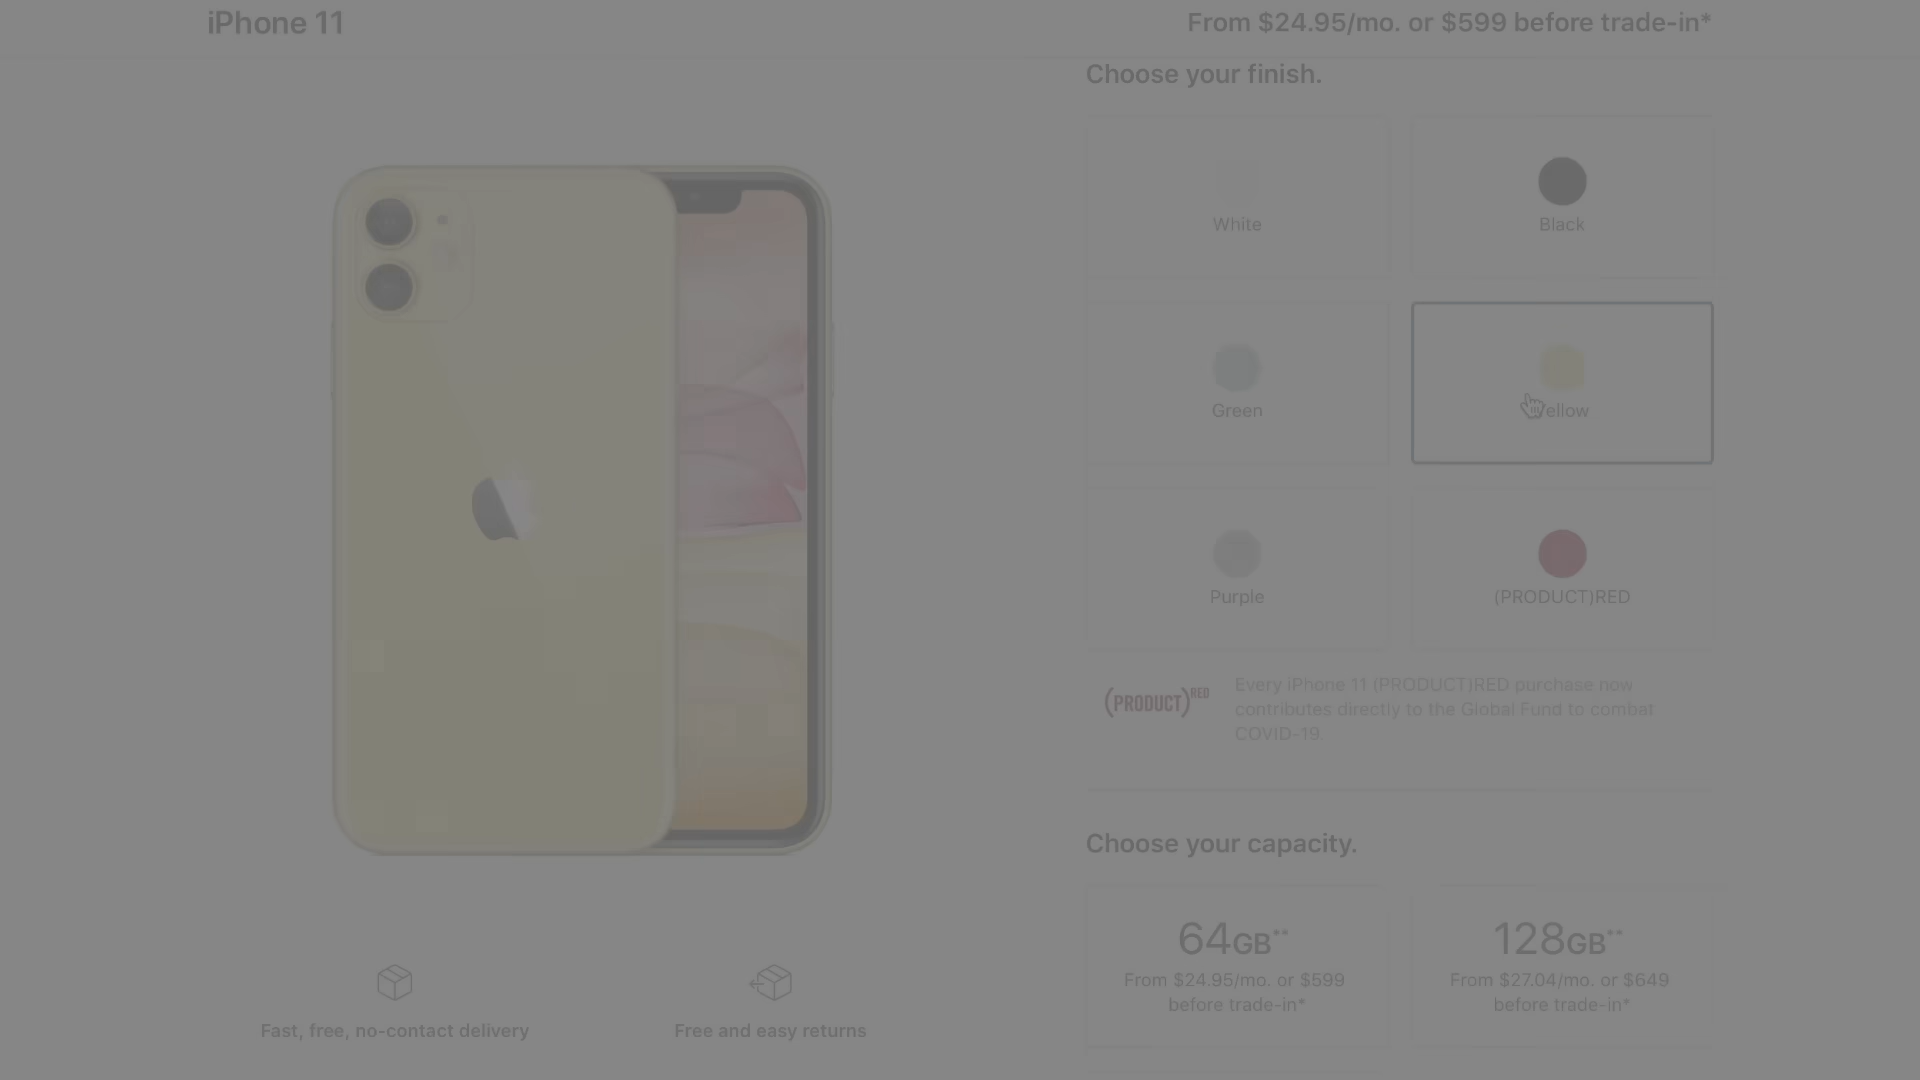 iPhone 11
From $24.95/mo. or $599 before trade-in*
Choose your finish.
White
Black
Green
Yellow
Purple
(PRODUCT)RED
(PRODUCT)RED
Every iPhone 11 (PRODUCT)RED purchase now
contributes directly to the Global Fund to combat
COVID-19.
Choose your capacity.
64GB**
From $24.95/mo. or $599
before trade-in*
128GB**
From $27.04/mo. or $649
before trade-in*
Fast, free, no-contact delivery
Free and easy returns